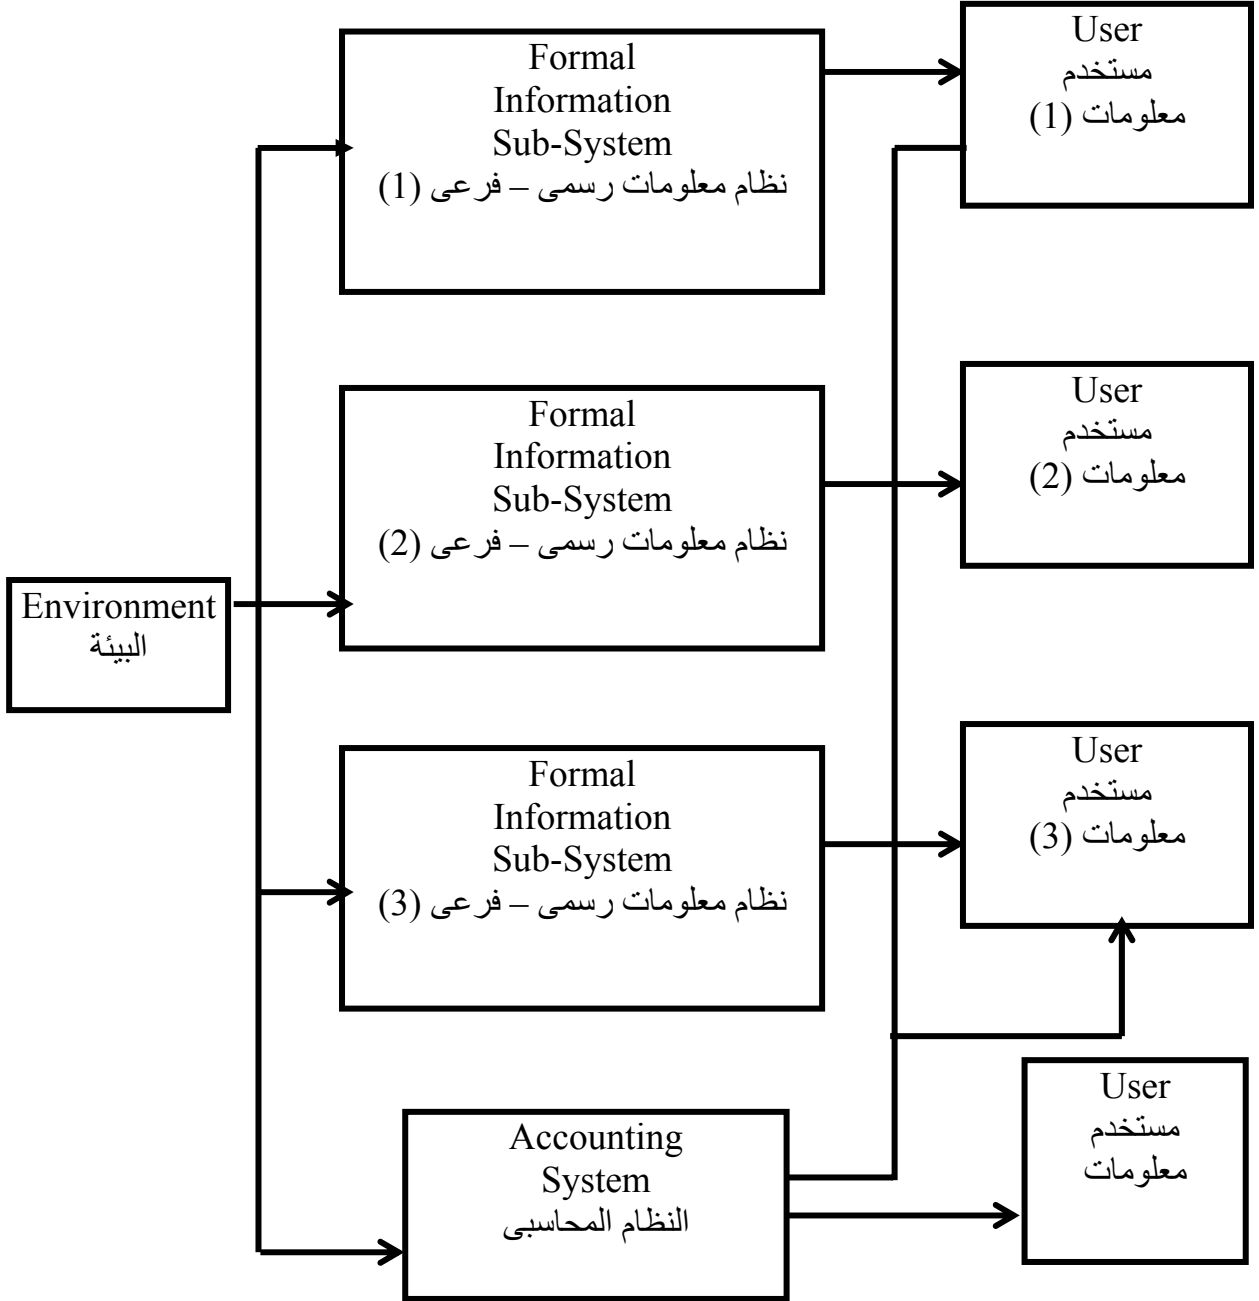 Formal
Information
Sub-System
نظام معلومات رسمى – فرعى (1)
User
مستخدم
معلومات (1)
Formal
Information
Sub-System
نظام معلومات رسمى – فرعى (2)
User
مستخدم
معلومات (2)
Environment
البيئة
Formal
Information
Sub-System
نظام معلومات رسمى – فرعى (3)
User
مستخدم
معلومات (3)
Accounting
System
النظام المحاسبى
User
مستخدم
معلومات